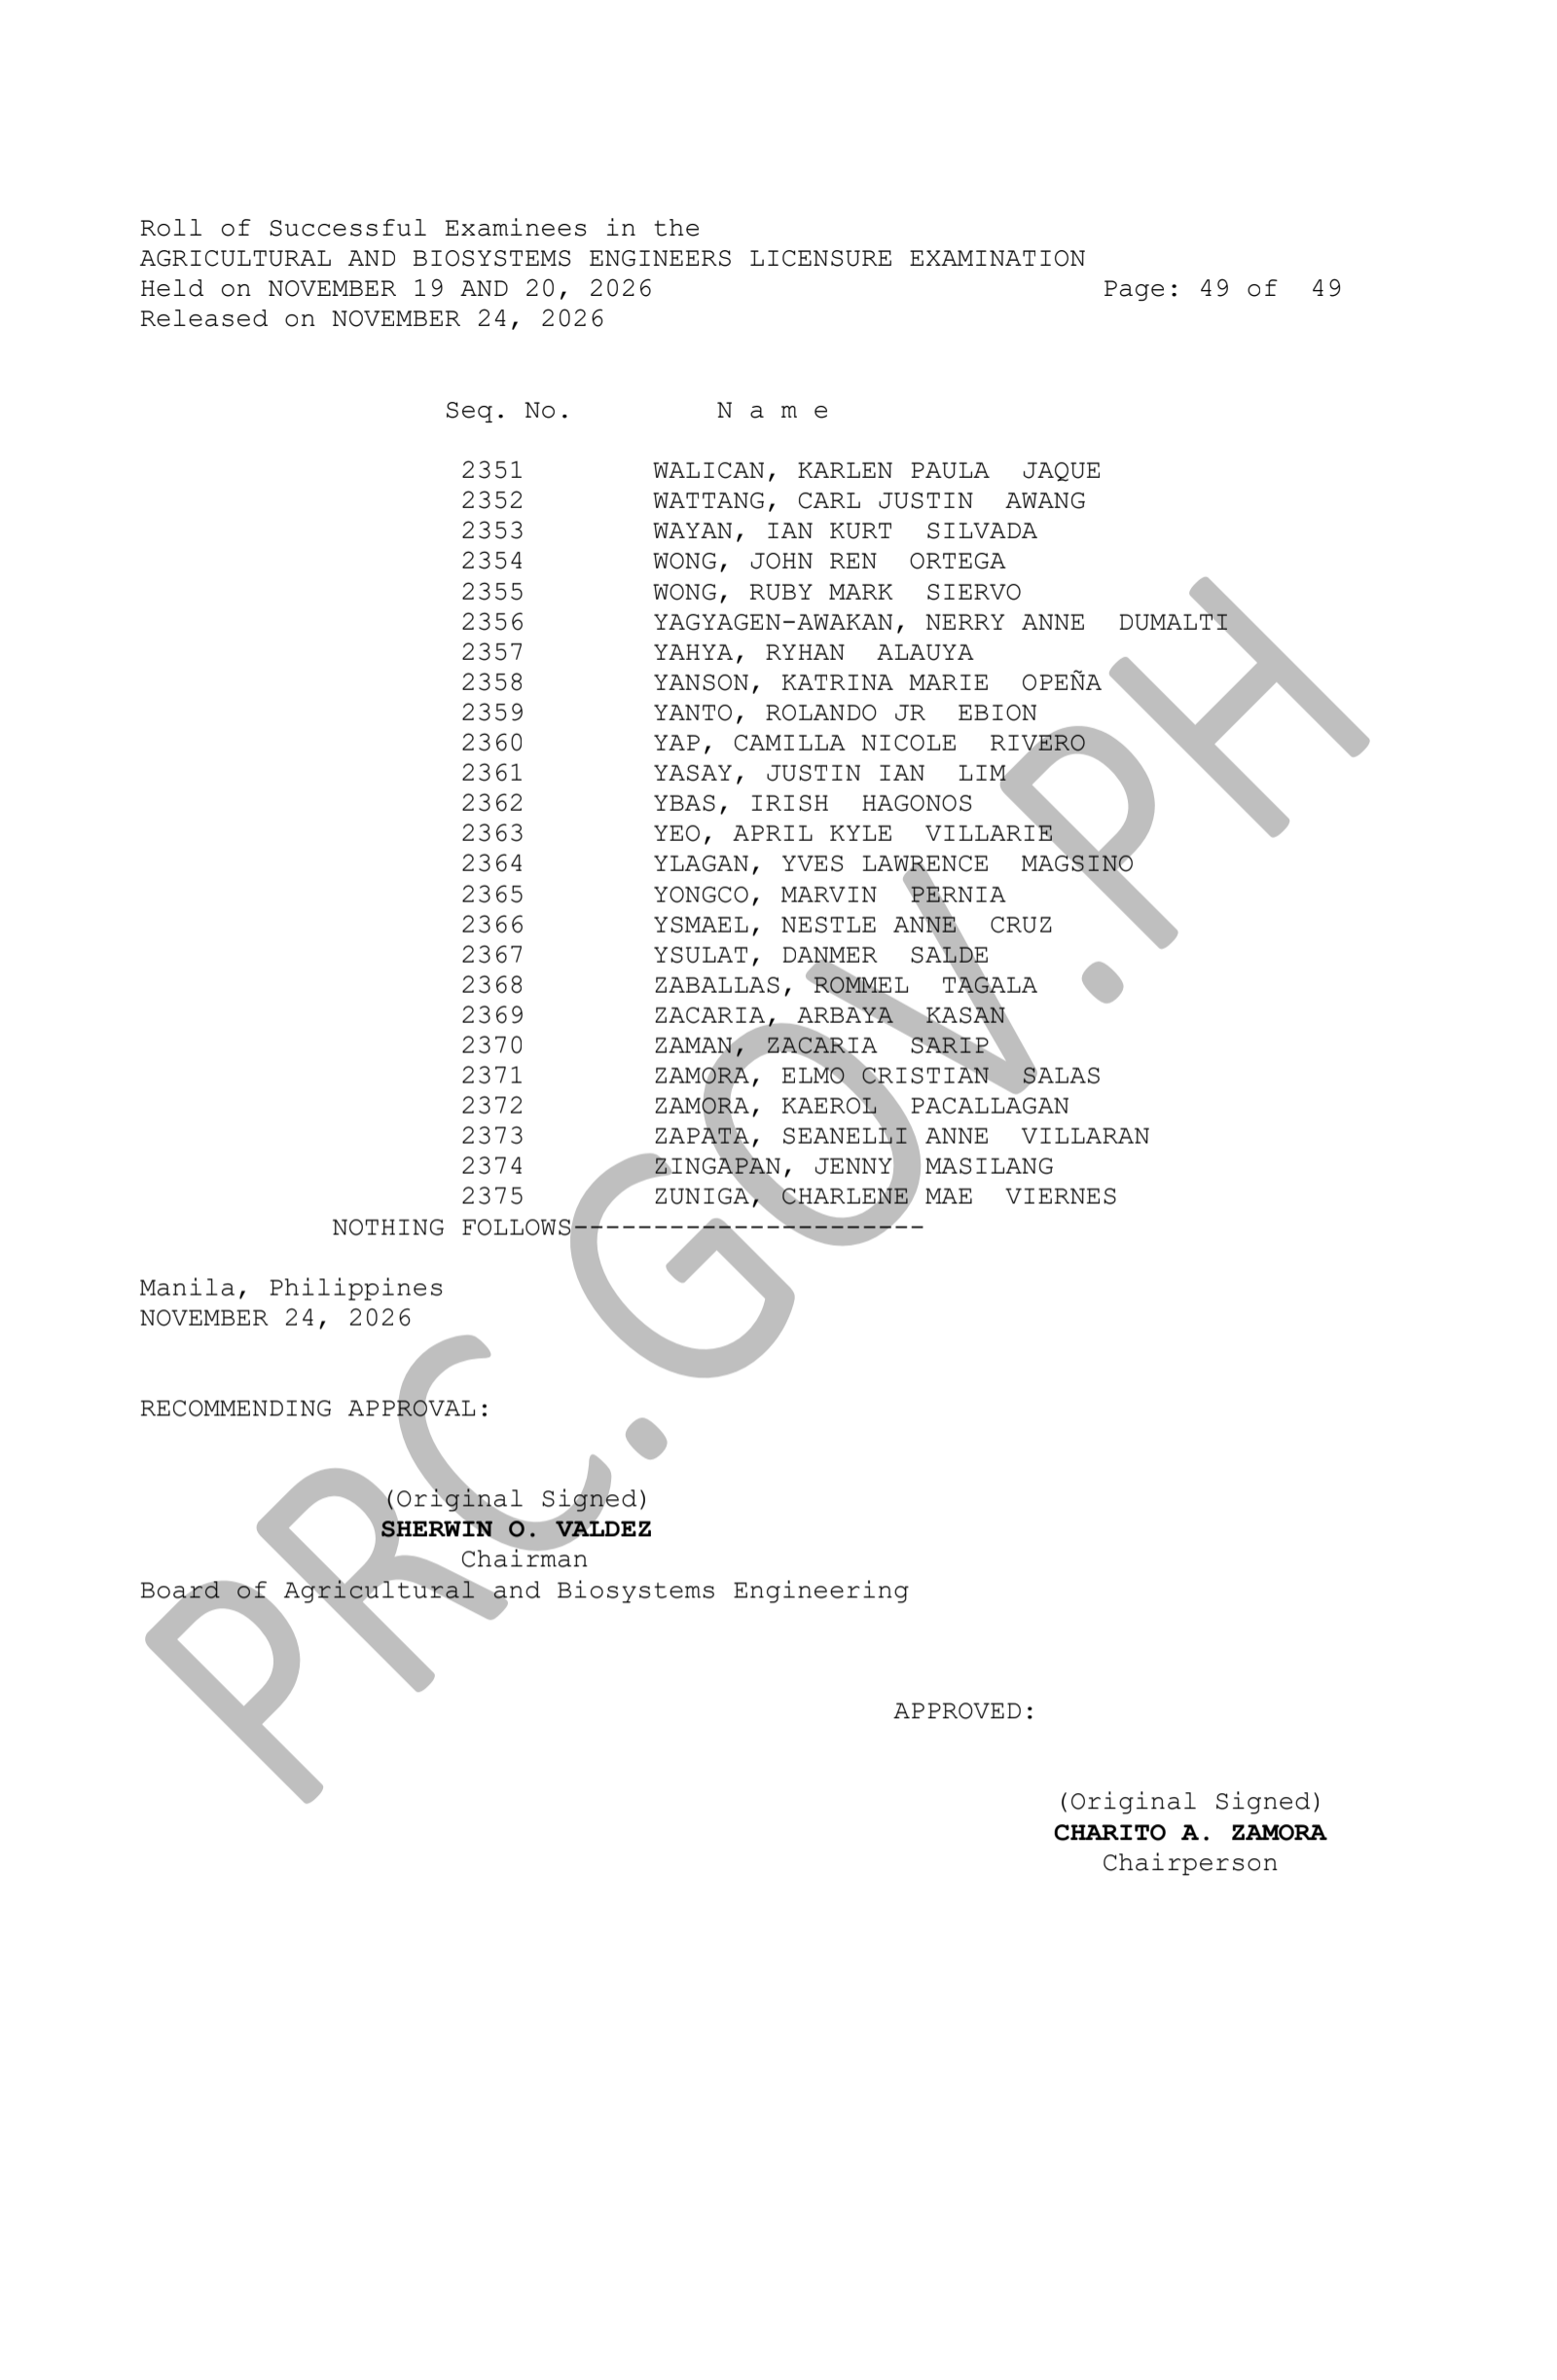 Roll of Successful Examinees in the
AGRICULTURAL AND BIOSYSTEMS ENGINEERS LICENSURE EXAMINATION
Held on NOVEMBER 19 AND 20, 2026 Page: 49 of 49
Released on NOVEMBER 24, 2026
Seq. No. N a m e
2351 WALICAN, KARLEN PAULA JAQUE
2352 WATTANG, CARL JUSTIN AWANG
2353 WAYAN, IAN KURT SILVADA
2354 WONG, JOHN REN ORTEGA
2355 WONG, RUBY MARK SIERVO
2356 YAGYAGEN-AWAKAN, NERRY ANNE DUMALTI
2357 YAHYA, RYHAN ALAUYA
2358 YANSON, KATRINA MARIE OPEÑA
2359 YANTO, ROLANDO JR EBION
2360 YAP, CAMILLA NICOLE RIVERO
2361 YASAY, JUSTIN IAN LIM
2362 YBAS, IRISH HAGONOS
2363 YEO, APRIL KYLE VILLARIE
2364 YLAGAN, YVES LAWRENCE MAGSINO
2365 YONGCO, MARVIN PERNIA
2366 YSMAEL, NESTLE ANNE CRUZ
2367 YSULAT, DANMER SALDE
2368 ZABALLAS, ROMMEL TAGALA
2369 ZACARIA, ARBAYA KASAN
2370 ZAMAN, ZACARIA SARIP
2371 ZAMORA, ELMO CRISTIAN SALAS
2372 ZAMORA, KAEROL PACALLAGAN
2373 ZAPATA, SEANELLI ANNE VILLARAN
2374 ZINGAPAN, JENNY MASILANG
2375 ZUNIGA, CHARLENE MAE VIERNES
NOTHING FOLLOWS----------------------
Manila, Philippines
NOVEMBER 24, 2026
RECOMMENDING APPROVAL:
(Original Signed)
SHERWIN O. VALDEZ
Chairman
Board of Agricultural and Biosystems Engineering
APPROVED:
(Original Signed)
CHARITO A. ZAMORA
Chairperson
PRC.GOV.PH